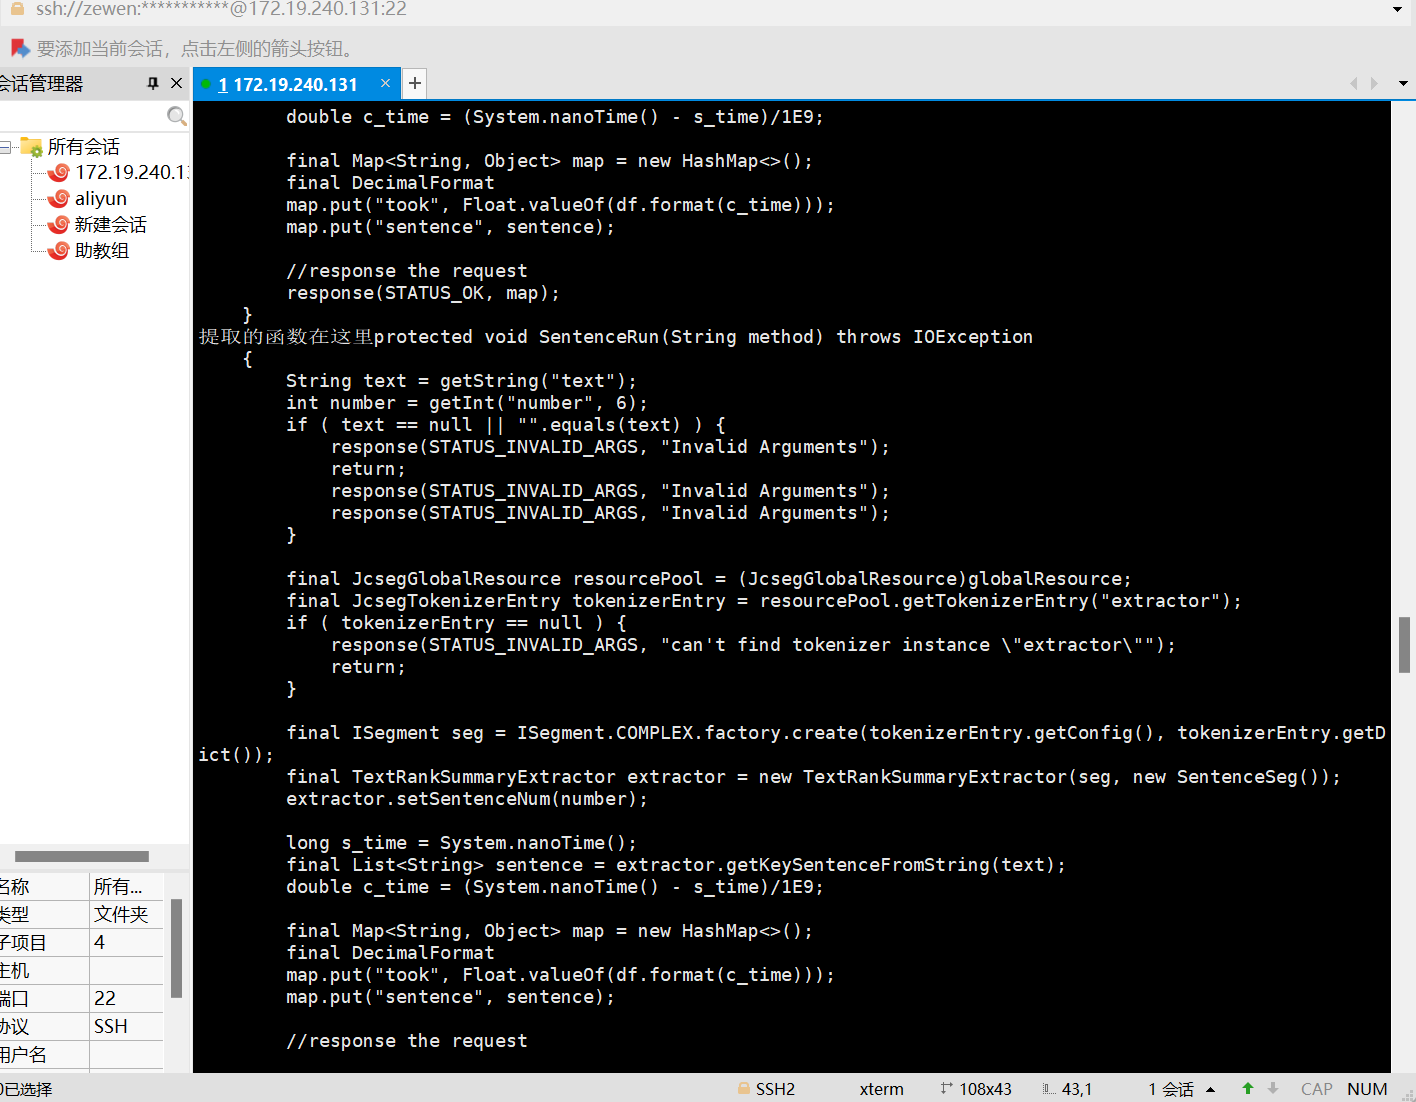 ssh://zewen:***********@172.19.240.131:22
要添加当前会话，点击左侧的箭头按钮。
会话管理器
1 172.19.240.131
所有会话
172.19.240.13
aliyun
新建会话
助教组
double c_time = (System.nanoTime() - s_time)/1E9;
final Map<String, Object> map = new HashMap<>();
final DecimalFormat
map.put("took", Float.valueOf(df.format(c_time)));
map.put("sentence", sentence);
//response the request
response(STATUS_OK, map);
}
提取的函数在这里protected void SentenceRun(String method) throws IOException
{
String text = getString("text");
int number = getInt("number", 6);
if ( text == null || "".equals(text) ) {
response(STATUS_INVALID_ARGS, "Invalid Arguments");
return;
response(STATUS_INVALID_ARGS, "Invalid Arguments");
response(STATUS_INVALID_ARGS, "Invalid Arguments");
}
final JcsegGlobalResource resourcePool = (JcsegGlobalResource)globalResource;
final JcsegTokenizerEntry tokenizerEntry = resourcePool.getTokenizerEntry("extractor");
if ( tokenizerEntry == null ) {
response(STATUS_INVALID_ARGS, "can't find tokenizer instance \"extractor\"");
return;
}
final ISegment seg = ISegment.COMPLEX.factory.create(tokenizerEntry.getConfig(), tokenizerEntry.getD
ict());
final TextRankSummaryExtractor extractor = new TextRankSummaryExtractor(seg, new SentenceSeg());
extractor.setSentenceNum(number);
long s_time = System.nanoTime();
final List<String> sentence = extractor.getKeySentenceFromString(text);
double c_time = (System.nanoTime() - s_time)/1E9;
final Map<String, Object> map = new HashMap<>();
final DecimalFormat
map.put("took", Float.valueOf(df.format(c_time)));
map.put("sentence", sentence);
//response the request
名称 所有...
类型 文件夹
子项目 4
主机
端口 22
协议 SSH
用户名
已选择
SSH2 xterm 108x43 43,1 1 会话 CAP NUM